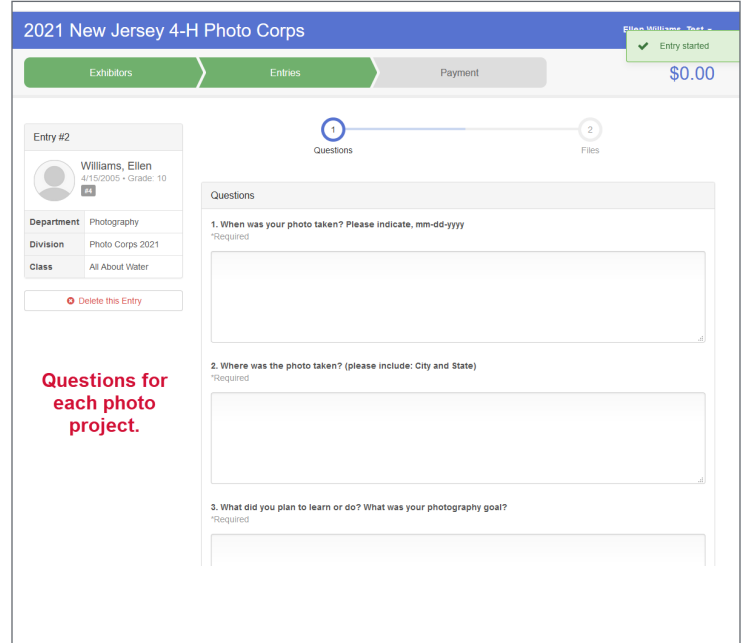 2021 New Jersey 4-H Photo Corps
Ellen Williams, Test
Entry started
Exhibitors
Entries
Payment
$0.00
Entry #2
Williams, Ellen
4/15/2005 • Grade: 10
#4
Department Photography
Division Photo Corps 2021
Class All About Water
Delete this Entry
Questions for
each photo
project.
1
Questions
2
Files
Questions
1. When was your photo taken? Please indicate, mm-dd-yyyy
*Required
2. Where was the photo taken? (please include: City and State)
*Required
3. What did you plan to learn or do? What was your photography goal?
*Required